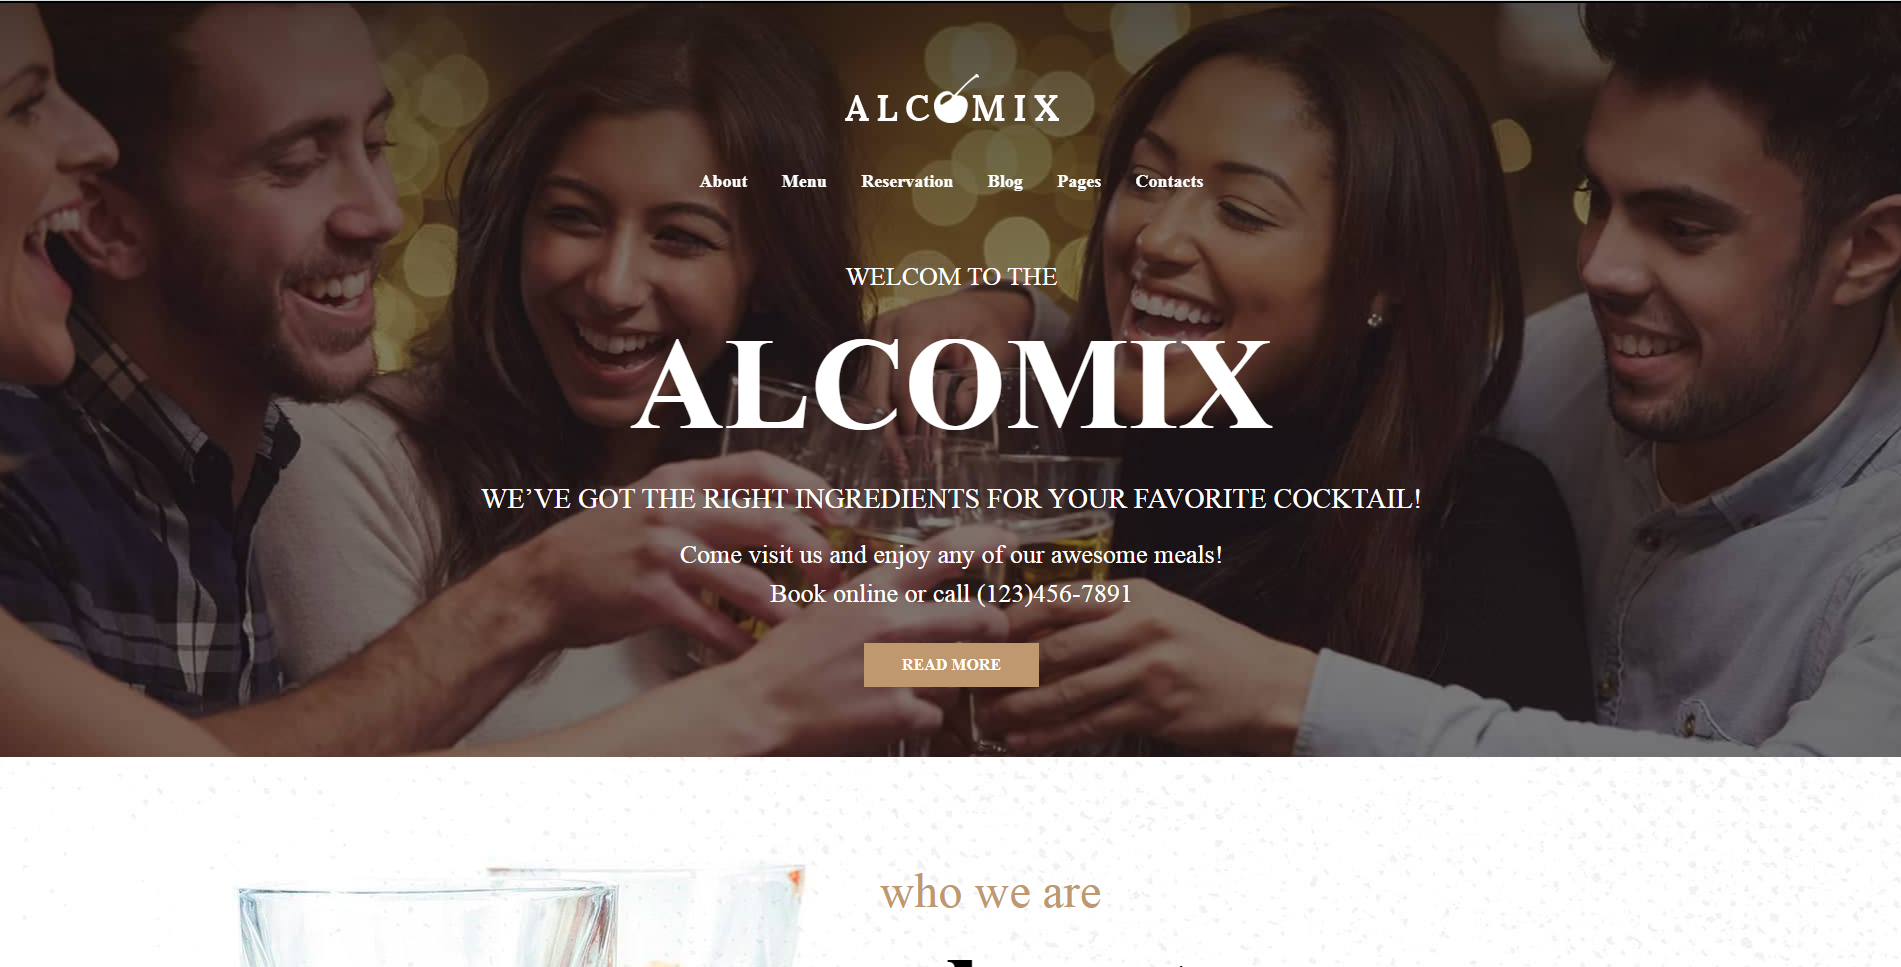 ALCOMIX
About Menu Reservation Blog Pages Contacts
WELCOM TO THE
ALCOMIX
WE’VE GOT THE RIGHT INGREDIENTS FOR YOUR FAVORITE COCKTAIL!
Come visit us and enjoy any of our awesome meals!
Book online or call (123)456-7891
READ MORE
who we are